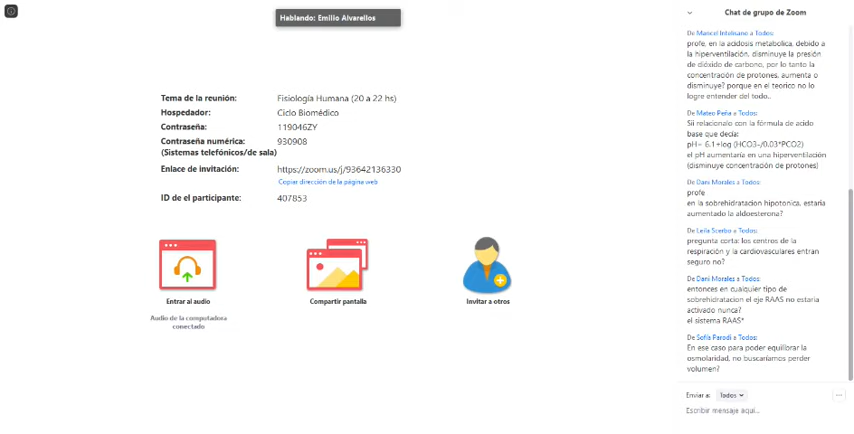 Hablando: Emilio Alvarellos
Tema de la reunión: Fisiología Humana (20 a 22 hs)
Hospedador: Ciclo Biomédico
Contraseña: 119046ZY
Contraseña numérica: 930908
(Sistemas telefónicos/de sala)
Enlace de invitación: https://zoom.us/j/93642136330
Copiar dirección de la página web
ID de el participante: 407853
Entrar al audio
Compartir pantalla
Invitar a otros
Audio de la computadora
conectado
Chat de grupo de Zoom
De Maricel Intelisano a Todos:
profe, en la acidosis metabolica, debido a
la hiperventilación, disminuye la presión
de dióxido de carbono, por lo tanto la
concentración de protones, aumenta o
disminuye? porque en el teorico no lo
logre entender del todo..
De Mateo Peña a Todos:
Sii relacionalo con la fórmula de acido
base que decía:
pH= 6.1+log (HCO3-/0.03*PCO2)
el pH aumentaría en una hiperventilación
(disminuye concentración de protones)
De Dani Morales a Todos:
profe
en la sobrehidratacion hipotonica, estaria
aumentado la aldoesterona?
De Leila Scerbo a Todos:
pregunta corta: los centros de la
respiración y la cardiovasculares entran
seguro no?
De Dani Morales a Todos:
entonces en cualquier tipo de
sobrehidratacion el eje RAAS no estaria
activado nunca?
el sistema RAAS*
De Sofía Parodi a Todos:
En ese caso para poder equilibrar la
osmolaridad, no buscaríamos perder
volumen?
Enviar a: Todos
Escribir mensaje aquí...